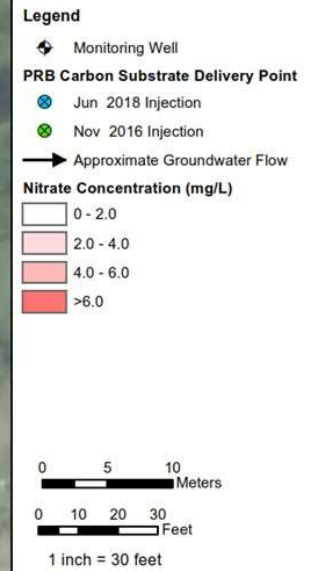 Legend
Monitoring Well
PRB Carbon Substrate Delivery Point
Jun 2018 Injection
Nov 2016 Injection
Approximate Groundwater Flow
Nitrate Concentration (mg/L)
0 - 2.0
2.0 - 4.0
4.0 - 6.0
>6.0
0 5 10
Meters
0 10 20 30
Feet
1 inch = 30 feet